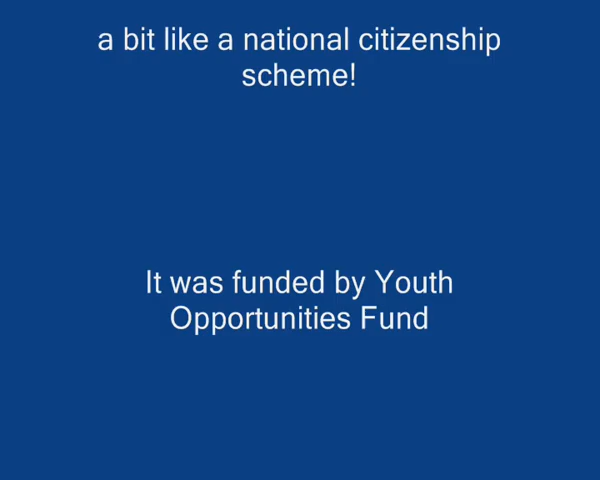 a bit like a national citizenship
scheme!
It was funded by Youth
Opportunities Fund